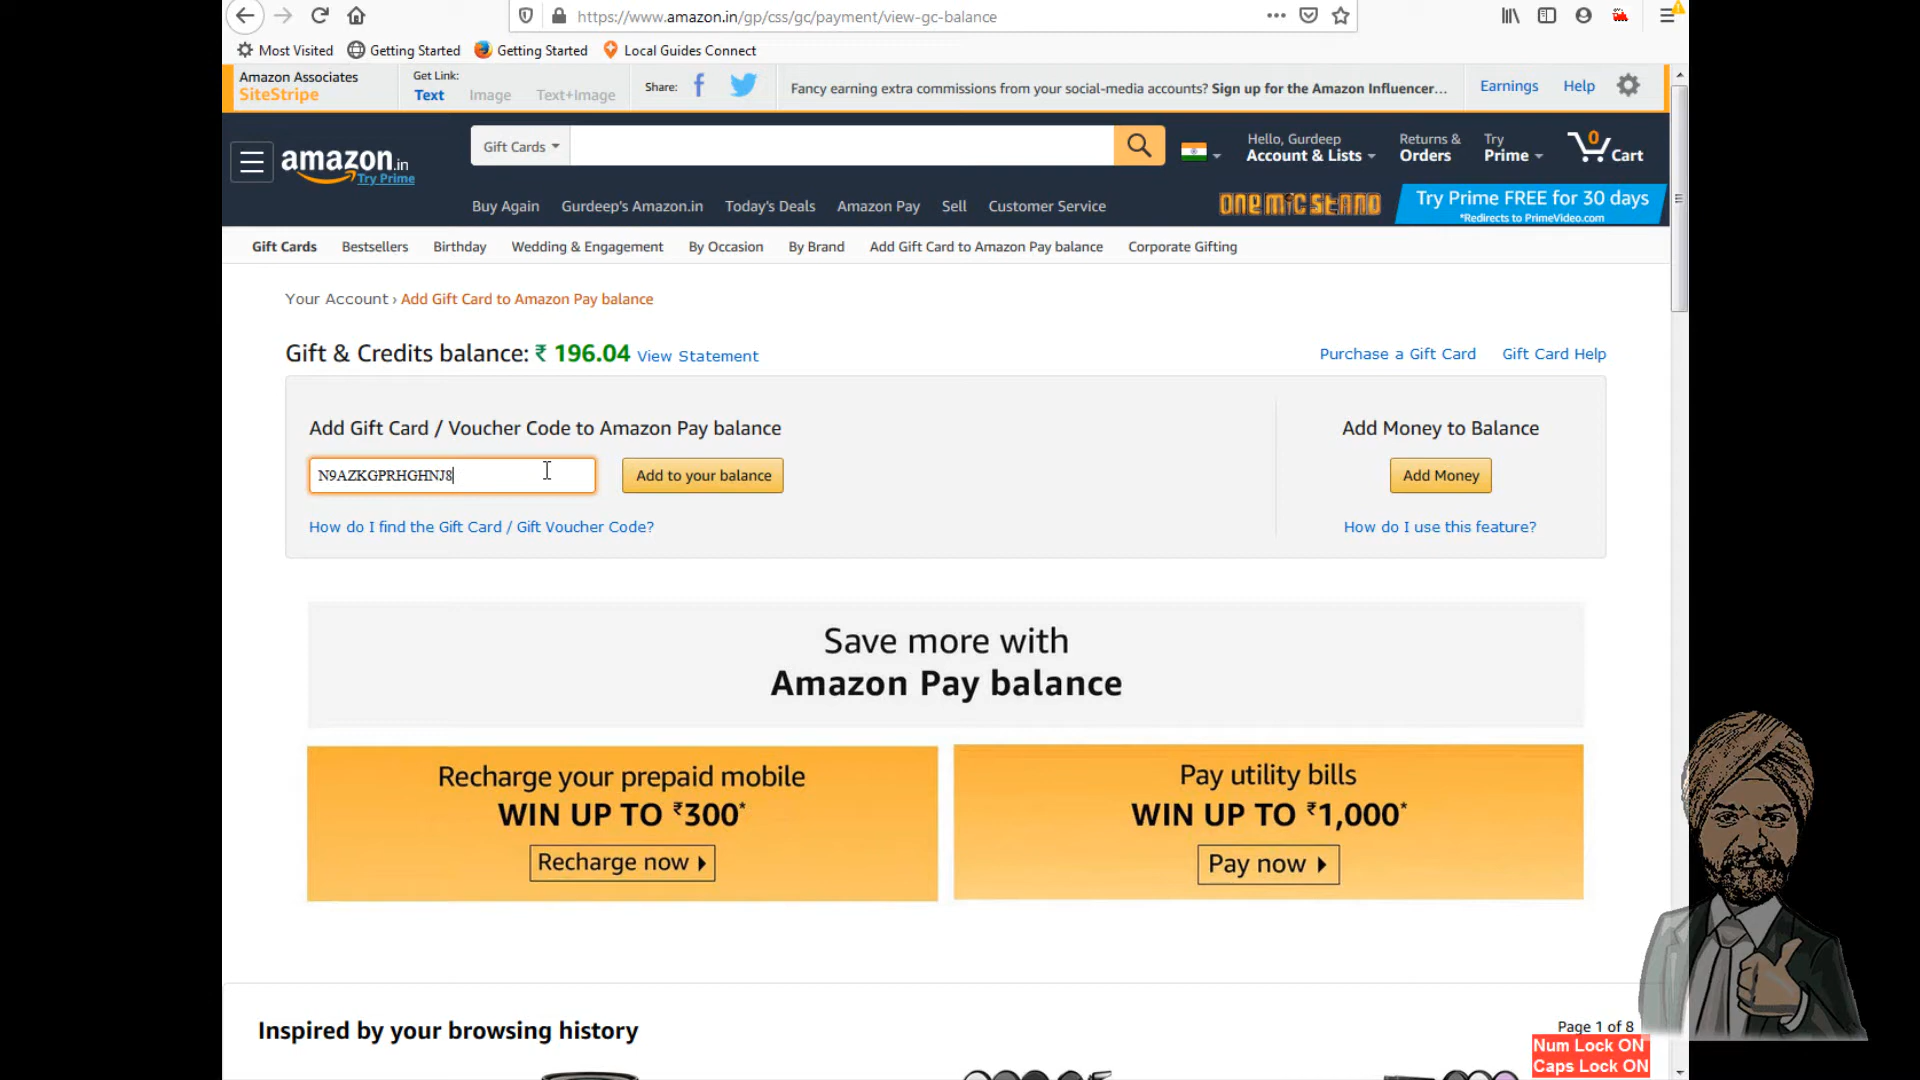 https://www.amazon.in/gp/css/gc/payment/view-gc-balance
Most Visited Getting Started Getting Started Local Guides Connect
Amazon Associates
SiteStripe
Get Link:
Text Image Text+Image
Share:
Fancy earning extra commissions from your social-media accounts? Sign up for the Amazon Influencer...
Earnings Help
amazon.in
Try Prime
Gift Cards
Hello, Gurdeep
Account & Lists
Returns &
Orders
Try
Prime
0
Cart
Buy Again Gurdeep's Amazon.in Today's Deals Amazon Pay Sell Customer Service
ONE MIC STAND
Try Prime FREE for 30 days
*Redirects to PrimeVideo.com
Gift Cards Bestsellers Birthday Wedding & Engagement By Occasion By Brand Add Gift Card to Amazon Pay balance Corporate Gifting
Your Account › Add Gift Card to Amazon Pay balance
Gift & Credits balance: ₹ 196.04 View Statement
Purchase a Gift Card Gift Card Help
Add Gift Card / Voucher Code to Amazon Pay balance
N9AZKGPRHGHNJ8
Add to your balance
How do I find the Gift Card / Gift Voucher Code?
Add Money to Balance
Add Money
How do I use this feature?
Save more with
Amazon Pay balance
Recharge your prepaid mobile
WIN UP TO ₹300*
Recharge now
Pay utility bills
WIN UP TO ₹1,000*
Pay now
Inspired by your browsing history
Page 1 of 8
Num Lock ON
Caps Lock ON